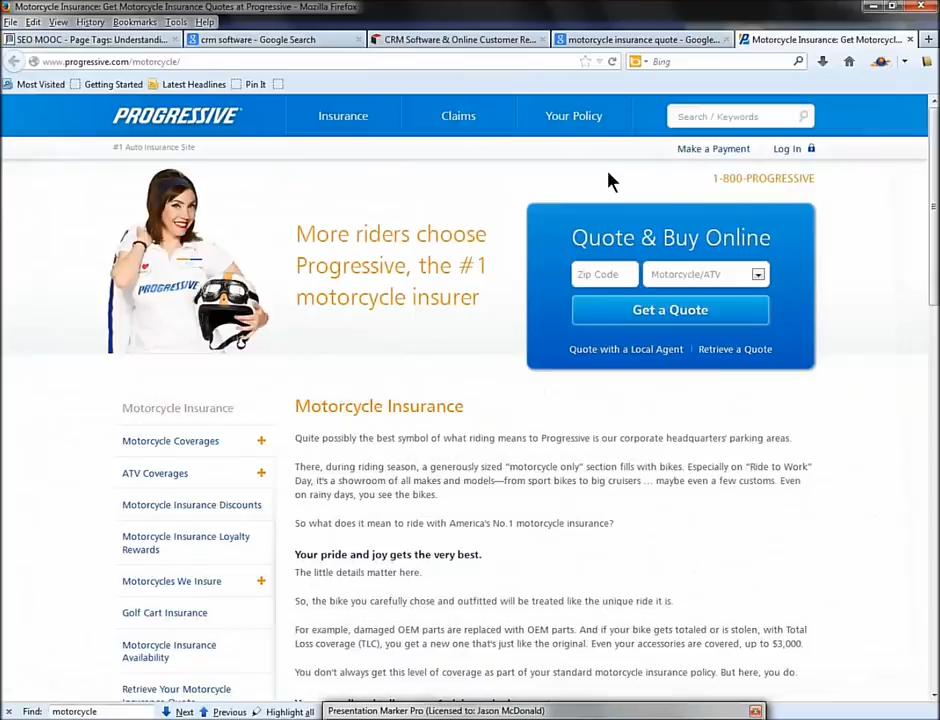 Motorcycle Insurance: Get Motorcycle Insurance Quotes at Progressive - Mozilla Firefox
File Edit View History Bookmarks Tools Help
SEO MOOC - Page Tags: Understandi...
crm software - Google Search
CRM Software & Online Customer Re...
motorcycle insurance quote - Google...
Motorcycle Insurance: Get Motorcycl...
www.progressive.com/motorcycle/
Bing
Most Visited Getting Started Latest Headlines Pin It
PROGRESSIVE
Insurance Claims Your Policy
Search / Keywords
#1 Auto Insurance Site
Make a Payment Log In
1-800-PROGRESSIVE
More riders choose
Progressive, the #1
motorcycle insurer
PROGRESSIVE
Quote & Buy Online
Zip Code Motorcycle/ATV
Get a Quote
Quote with a Local Agent | Retrieve a Quote
Motorcycle Insurance
Motorcycle Coverages +
ATV Coverages +
Motorcycle Insurance Discounts
Motorcycle Insurance Loyalty
Rewards
Motorcycles We Insure +
Golf Cart Insurance
Motorcycle Insurance
Availability
Retrieve Your Motorcycle
Motorcycle Insurance
Quite possibly the best symbol of what riding means to Progressive is our corporate headquarters' parking areas.
There, during riding season, a generously sized "motorcycle only" section fills with bikes. Especially on "Ride to Work"
Day, it's a showroom of all makes and models—from sport bikes to big cruisers ... maybe even a few customs. Even
on rainy days, you see the bikes.
So what does it mean to ride with America's No.1 motorcycle insurance?
Your pride and joy gets the very best.
The little details matter here.
So, the bike you carefully chose and outfitted will be treated like the unique ride it is.
For example, damaged OEM parts are replaced with OEM parts. And if your bike gets totaled or is stolen, with Total
Loss coverage (TLC), you get a new one that's just like the original. Even your accessories are covered, up to $3,000.
You don't always get this level of coverage as part of your standard motorcycle insurance policy. But here, you do.
Find: motorcycle Next Previous Highlight all
Presentation Marker Pro (Licensed to: Jason McDonald)